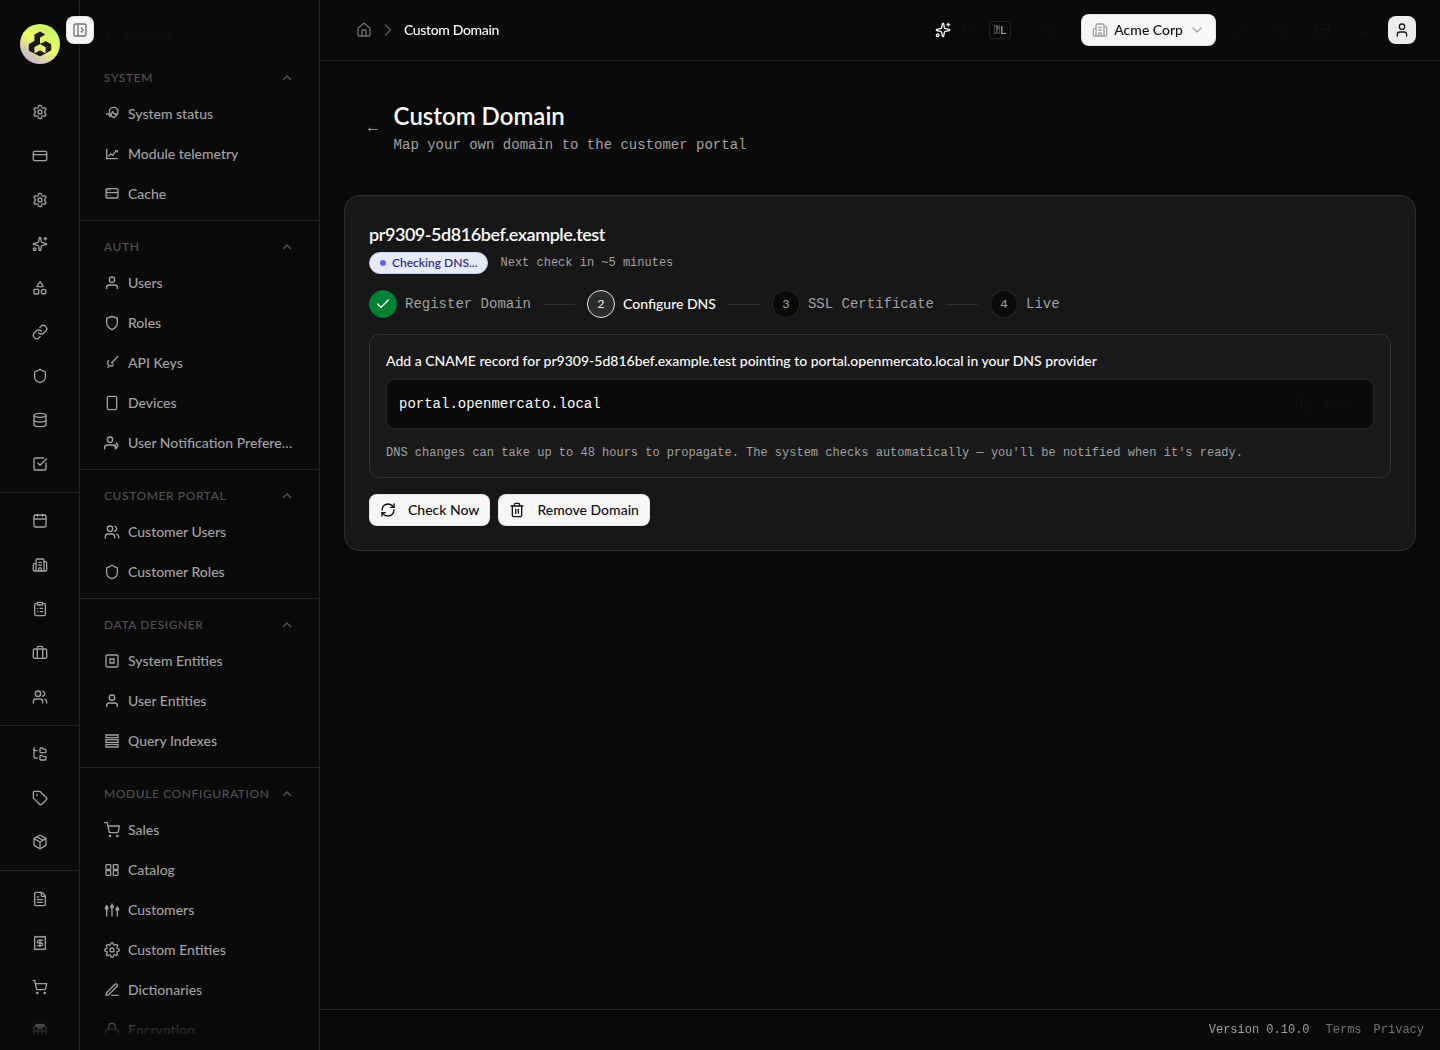 Settings
SYSTEM
System status
Module telemetry
Cache
AUTH
Users
Roles
API Keys
Devices
User Notification Prefere...
CUSTOMER PORTAL
Customer Users
Customer Roles
DATA DESIGNER
System Entities
User Entities
Query Indexes
MODULE CONFIGURATION
Sales
Catalog
Customers
Custom Entities
Dictionaries
Encryption
Custom Domain
AI
Acme Corp
Custom Domain
Map your own domain to the customer portal
pr9309-5d816bef.example.test
Checking DNS... Next check in ~5 minutes
Register Domain 2 Configure DNS 3 SSL Certificate 4 Live
Add a CNAME record for pr9309-5d816bef.example.test pointing to portal.openmercato.local in your DNS provider
portal.openmercato.local Copy
DNS changes can take up to 48 hours to propagate. The system checks automatically — you'll be notified when it's ready.
Check Now Remove Domain
Version 0.10.0 Terms Privacy